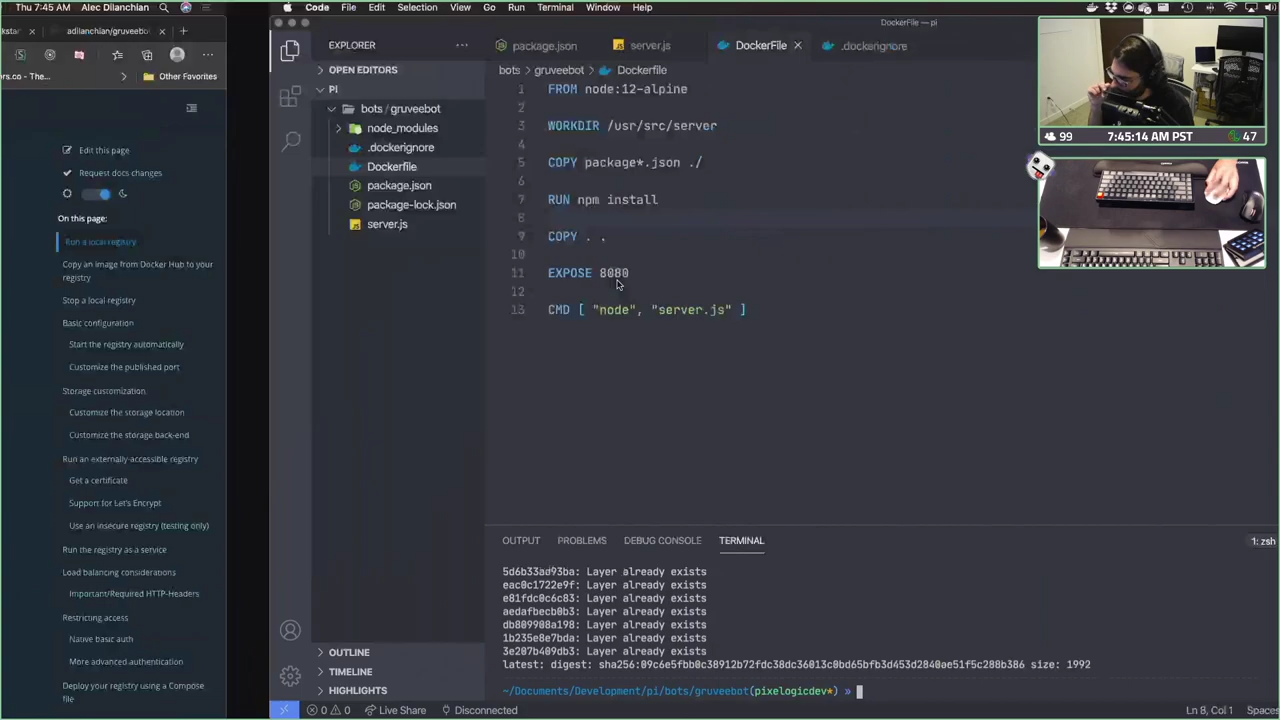 Thu 7:45 AM Alec Dilanchian
Code File Edit Selection View Go Run Terminal Window Help
adilanchian/gruveebot
DockerFile — pi
Other Favorites
Edit this page
Request docs changes
On this page:
Run a local registry
Copy an image from Docker Hub to your
registry
Stop a local registry
Basic configuration
Start the registry automatically
Customize the published port
Storage customization
Customize the storage location
Customize the storage back-end
Run an externally-accessible registry
Get a certificate
Support for Let's Encrypt
Use an insecure registry (testing only)
Run the registry as a service
Load balancing considerations
Important/Required HTTP-Headers
Restricting access
Native basic auth
More advanced authentication
Deploy your registry using a Compose
file
EXPLORER
OPEN EDITORS
PI
bots / gruveebot
node_modules
.dockerignore
Dockerfile
package.json
package-lock.json
server.js
OUTLINE
TIMELINE
HIGHLIGHTS
package.json server.js DockerFile .dockerignore
bots > gruveebot > Dockerfile
1 FROM node:12-alpine
2
3 WORKDIR /usr/src/server
4
5 COPY package*.json ./
6
7 RUN npm install
8
9 COPY . .
10
11 EXPOSE 8080
12
13 CMD [ "node", "server.js" ]
99 7:45:14 AM PST 47
OUTPUT PROBLEMS DEBUG CONSOLE TERMINAL
1: zsh
5d6b33ad93ba: Layer already exists
eac0c1722e9f: Layer already exists
e81fdc0c6c83: Layer already exists
aedafbecb0b3: Layer already exists
db809908a198: Layer already exists
1b235e8e7bda: Layer already exists
3e207b409db3: Layer already exists
latest: digest: sha256:09c6e5fbb0c38912b72fdc38dc36013c0bd65bfb3d453d2840ae51f5c288b386 size: 1992
~/Documents/Development/pi/bots/gruveebot(pixelogicdev*) »
0 0 Live Share Disconnected
Ln 8, Col 1 Spaces